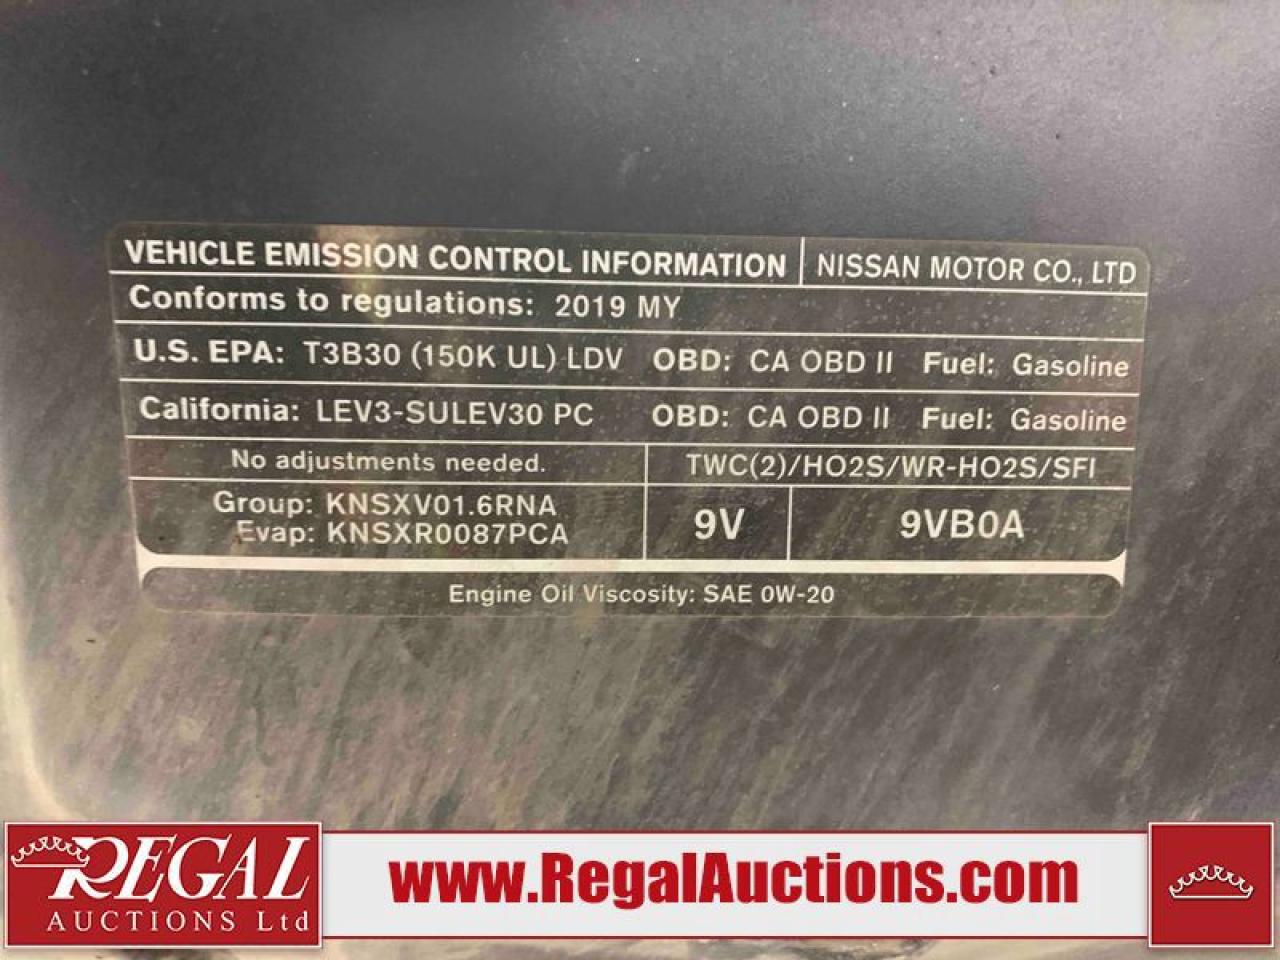 VEHICLE EMISSION CONTROL INFORMATION NISSAN MOTOR CO., LTD
Conforms to regulations: 2019 MY
U.S. EPA: T3B30 (150K UL) LDV OBD: CA OBD II Fuel: Gasoline
California: LEV3-SULEV30 PC OBD: CA OBD II Fuel: Gasoline
No adjustments needed. TWC(2)/HO2S/WR-HO2S/SFI
Group: KNSXV01.6RNA
Evap: KNSXR0087PCA
9V 9VB0A
Engine Oil Viscosity: SAE 0W-20
REGAL
AUCTIONS Ltd
www.RegalAuctions.com